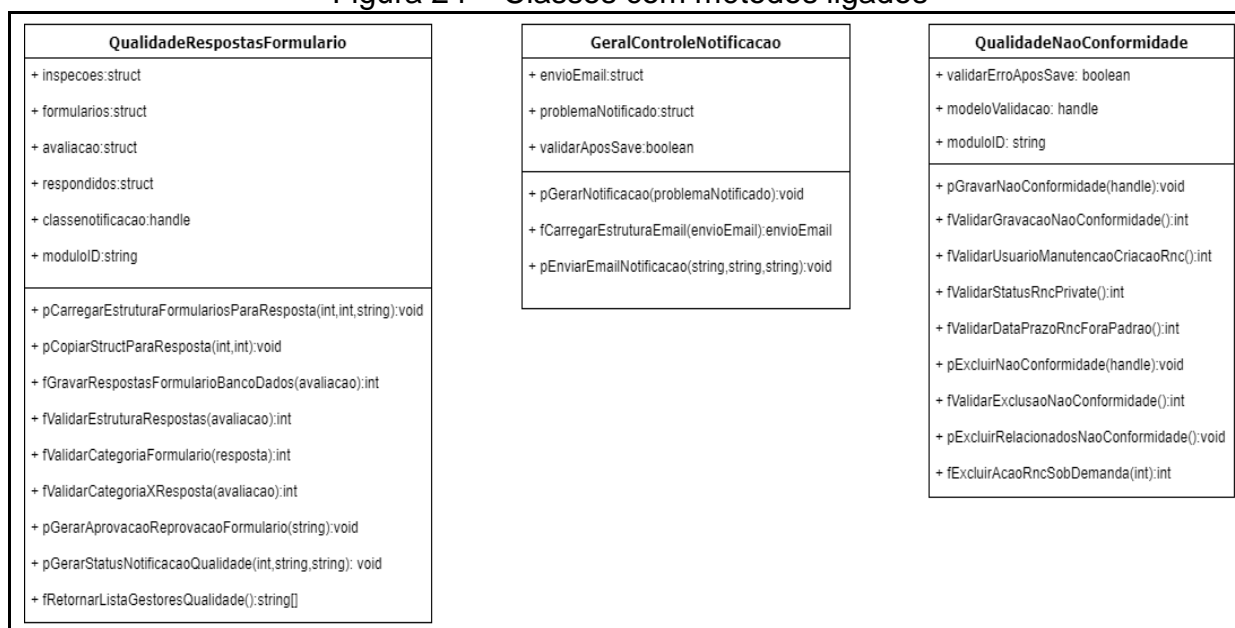 Figura 24 – Classes com métodos ligados
QualidadeRespostasFormulario
+ inspecoes:struct
+ formulários:struct
+ avaliacao:struct
+ respondidos:struct
+ classenotificacao:handle
+ moduloID:string
+ pCarregarEstruturaFormulariosParaResposta(int,int,string):void
+ pCopiarStructParaResposta(int,int):void
+ fGravarRespostasFormularioBancoDados(avaliacao):int
+ fValidarEstruturaRespostas(avaliacao):int
+ fValidarCategoriaFormulario(resposta):int
+ fValidarCategoriaXResposta(avaliacao):int
+ pGerarAprovacaoReprovacaoFormulario(string):void
+ pGerarStatusNotificacaoQualidade(int,string,string): void
+ fRetornarListaGestoresQualidade():string[]
GeralControleNotificacao
+ envioEmail:struct
+ problemaNotificado:struct
+ validarAposSave:boolean
+ pGerarNotificacao(problemaNotificado):void
+ fCarregarEstruturaEmail(envioEmail):envioEmail
+ pEnviarEmailNotificacao(string,string,string):void
QualidadeNaoConformidade
+ validarErroAposSave: boolean
+ modeloValidacao: handle
+ moduloID: string
+ pGravarNaoConformidade(handle):void
+ fValidarGravacaoNaoConformidade():int
+ fValidarUsuarioManutencaoCriacaoRnc():int
+ fValidarStatusRncPrivate():int
+ fValidarDataPrazoRncForaPadrao():int
+ pExcluirNaoConformidade(handle):void
+ fValidarExclusaoNaoConformidade():int
+ pExcluirRelacionadosNaoConformidade():void
+ fExcluirAcaoRncSobDemanda(int):int